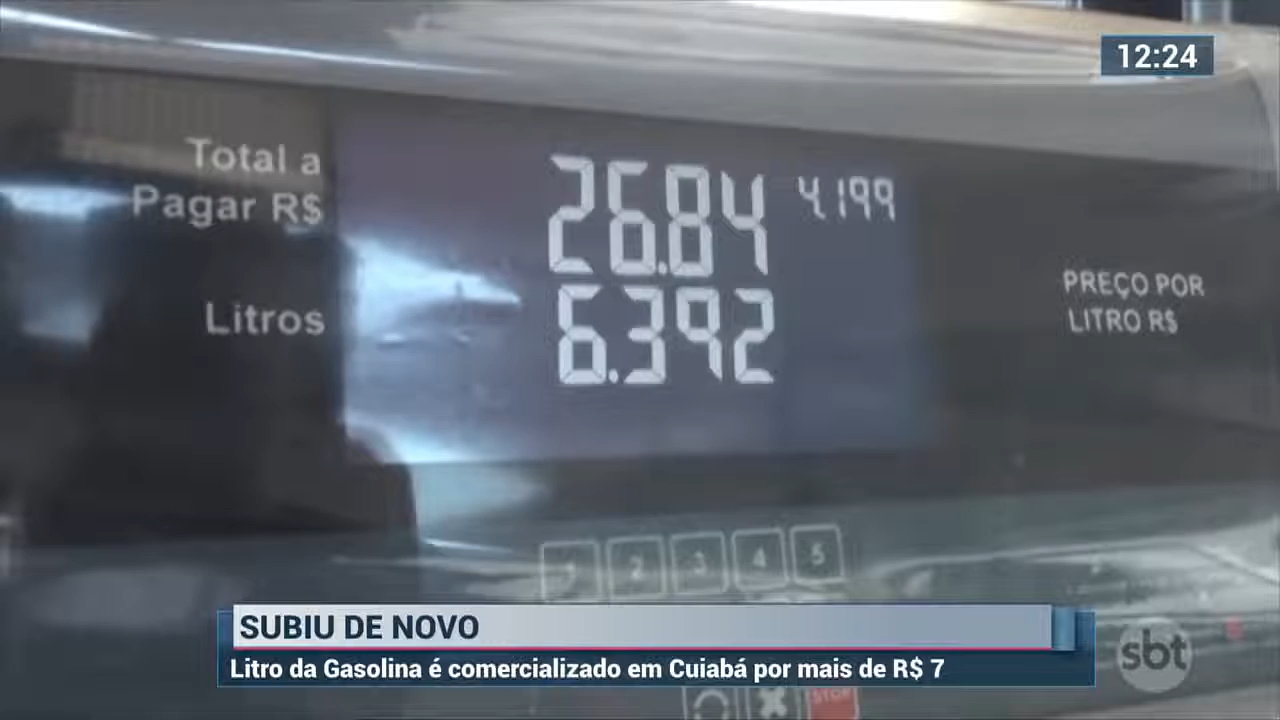 12:24
Total a
Pagar R$
26.84
4.199
Litros
6.392
PREÇO POR
LITRO R$
1 2 3 4 5
SUBIU DE NOVO
Litro da Gasolina é comercializado em Cuiabá por mais de R$ 7
sbt
STOP